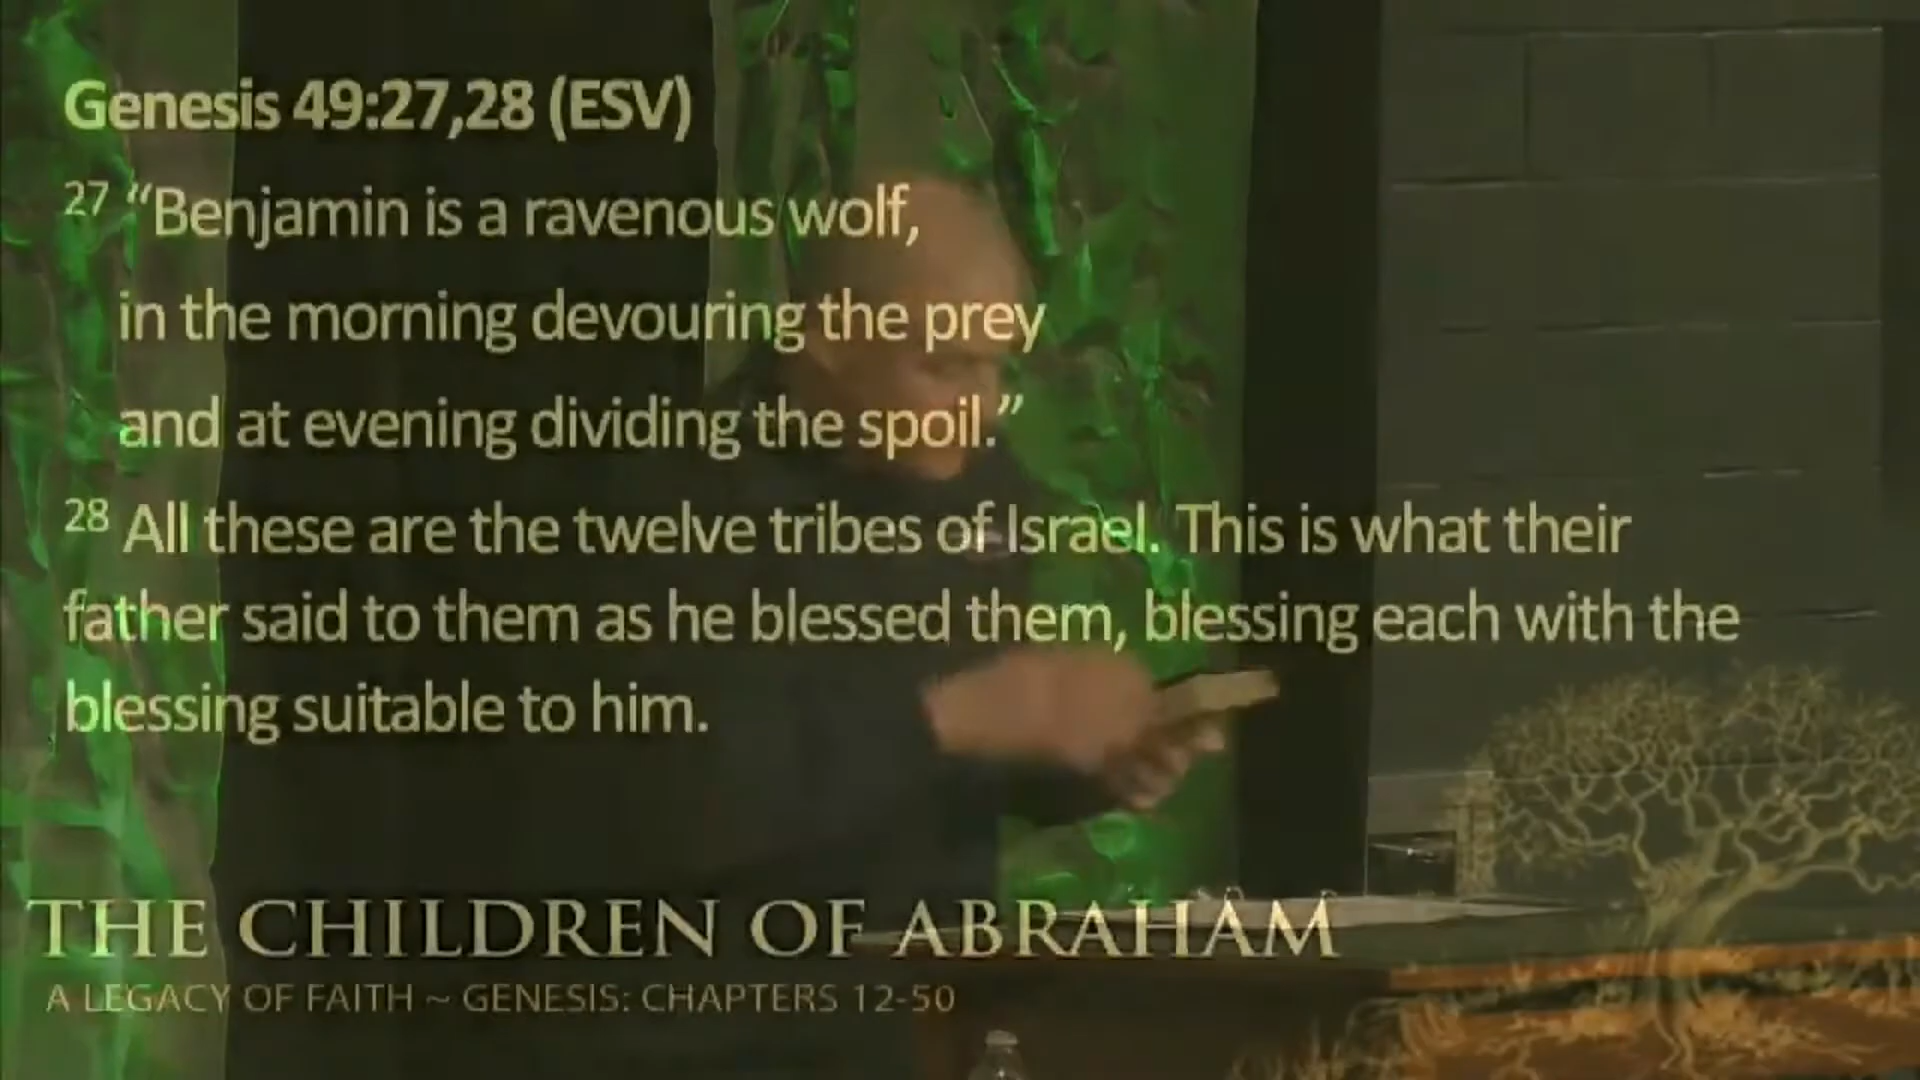 Genesis 49:27,28 (ESV)
27 “Benjamin is a ravenous wolf,
in the morning devouring the prey
and at evening dividing the spoil.”
28 All these are the twelve tribes of Israel. This is what their
father said to them as he blessed them, blessing each with the
blessing suitable to him.
THE CHILDREN OF ABRAHAM
A LEGACY OF FAITH ~ GENESIS: CHAPTERS 12-50